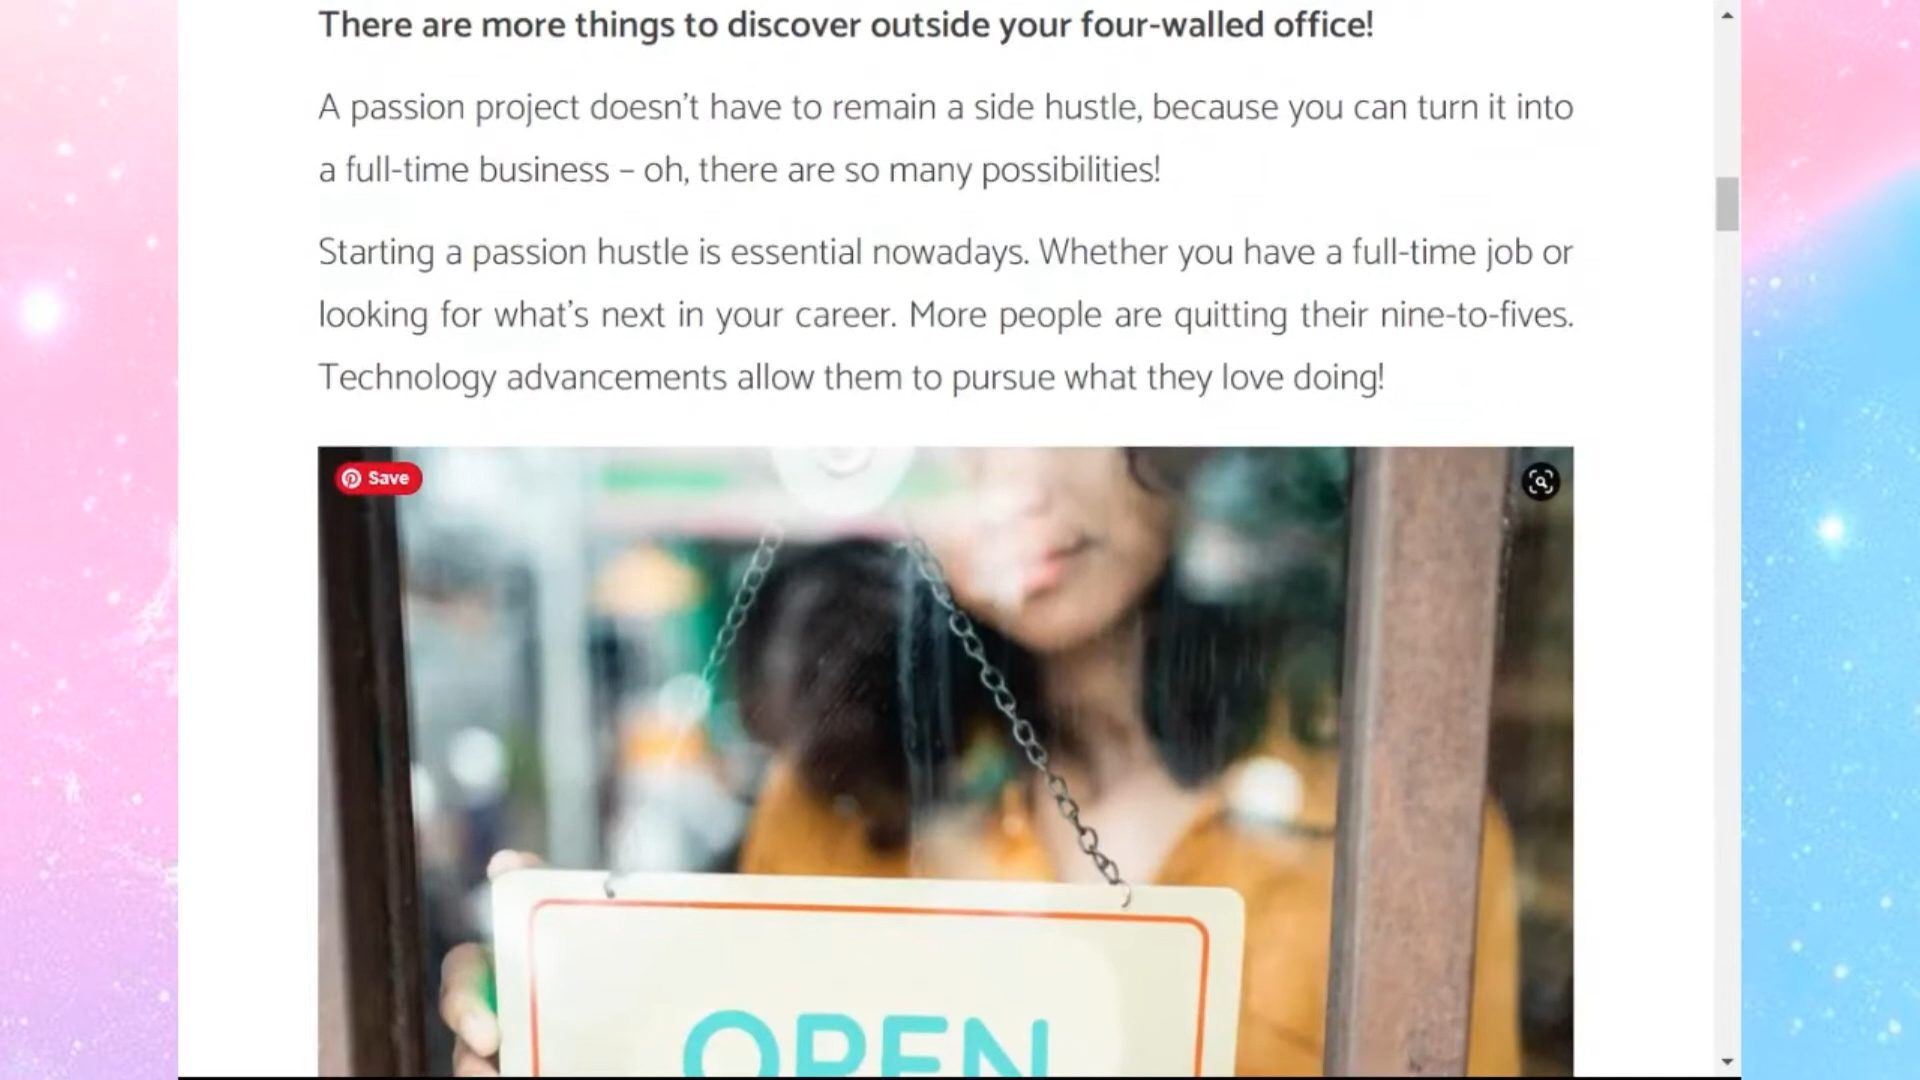 There are more things to discover outside your four-walled office!
A passion project doesn't have to remain a side hustle, because you can turn it into
a full-time business – oh, there are so many possibilities!
Starting a passion hustle is essential nowadays. Whether you have a full-time job or
looking for what's next in your career. More people are quitting their nine-to-fives.
Technology advancements allow them to pursue what they love doing!
Save
OPEN